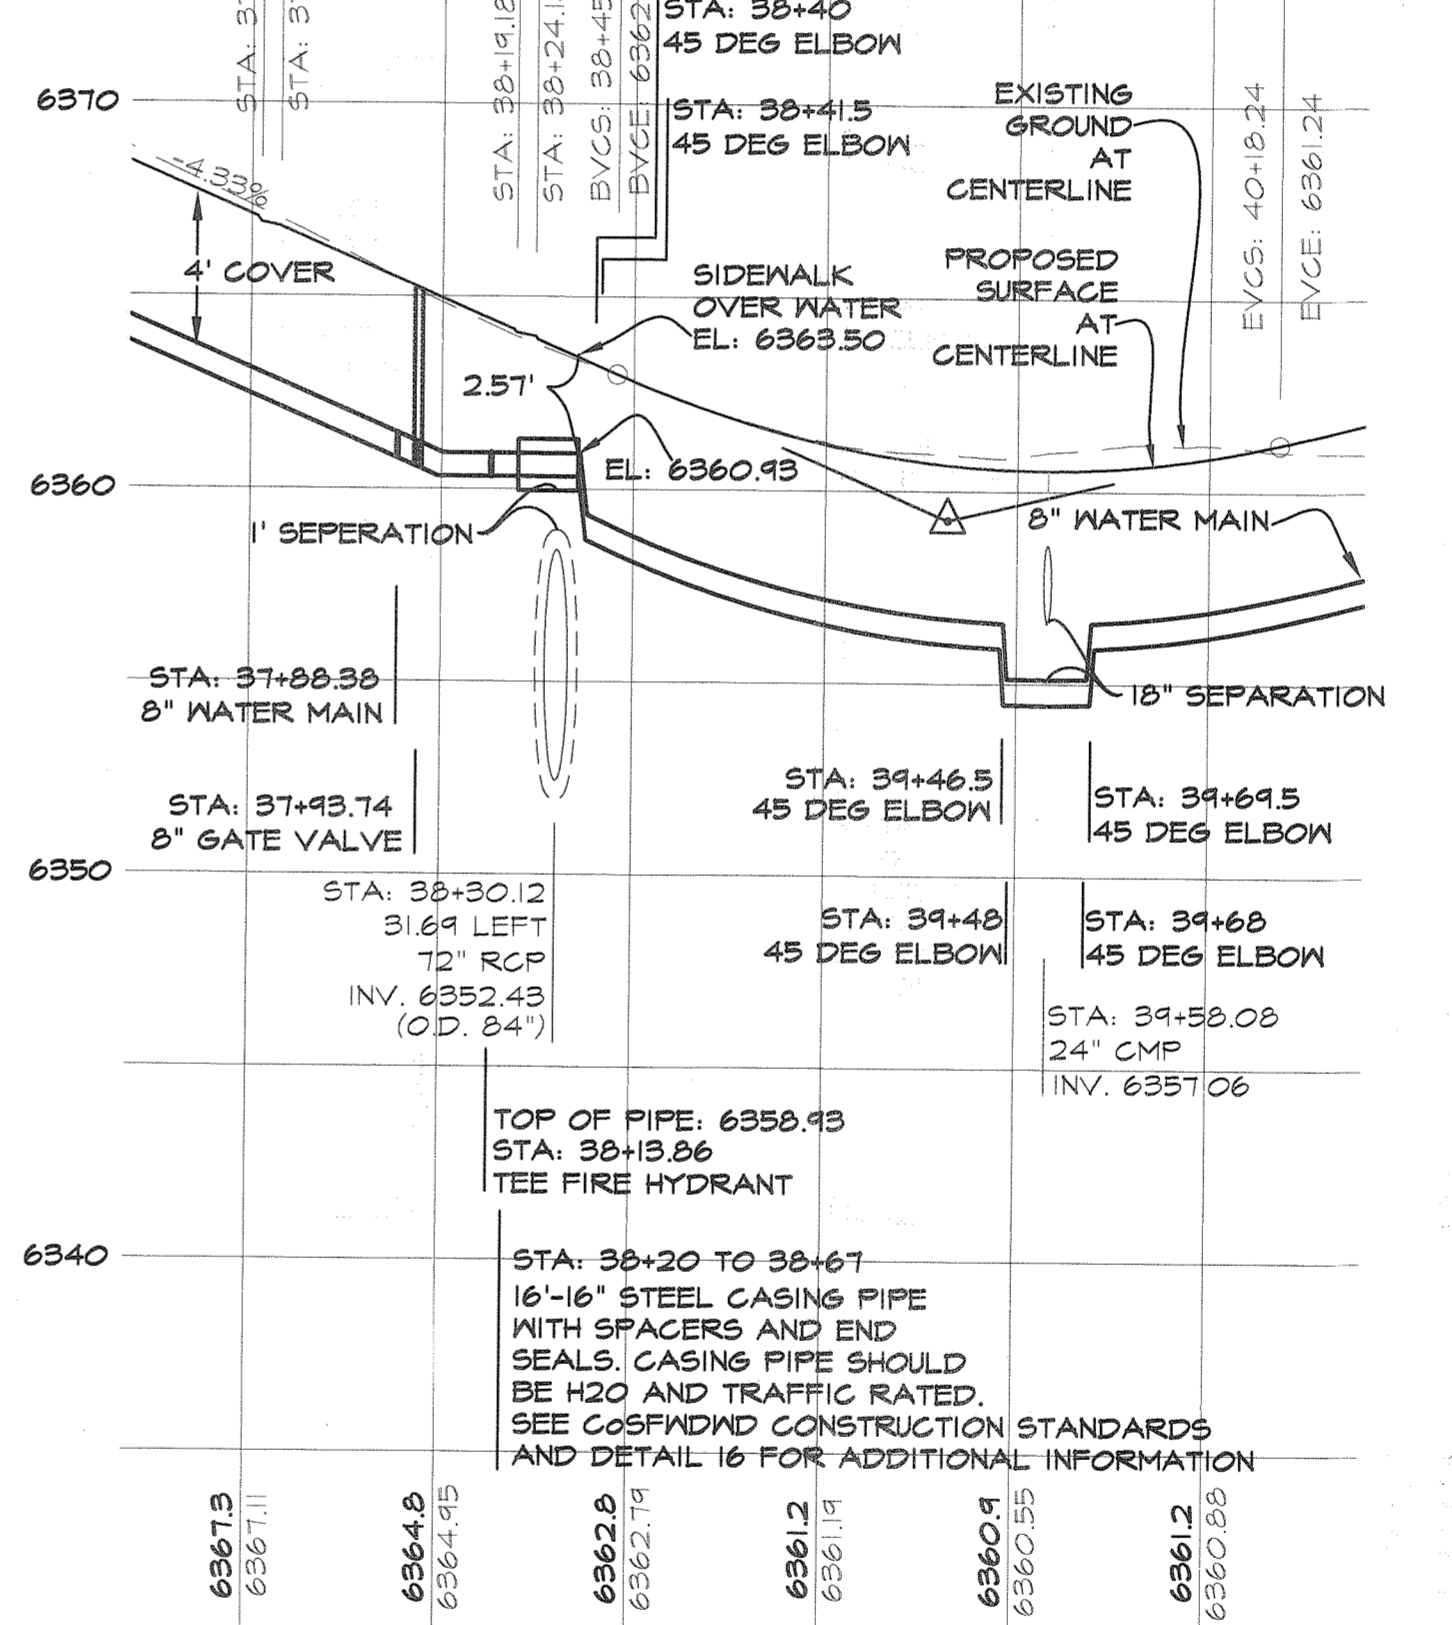 STA: 38+40
45 DEG ELBOW
STA: 38+41.5
45 DEG ELBOW
6370
-4.33%
4' COVER
EXISTING
GROUND
AT
CENTERLINE
PROPOSED
SURFACE
AT
CENTERLINE
EVCS: 40+18.24
EVCE: 6361.24
SIDEWALK
OVER WATER
EL: 6363.50
2.57'
EL: 6360.93
6360
1' SEPERATION
8" WATER MAIN
STA: 37+88.38
8" WATER MAIN
18" SEPARATION
STA: 37+93.74
8" GATE VALVE
STA: 39+46.5
45 DEG ELBOW
STA: 39+69.5
45 DEG ELBOW
6350
STA: 38+30.12
31.69 LEFT
72" RCP
INV. 6352.43
(O.D. 84")
STA: 39+48
45 DEG ELBOW
STA: 39+68
45 DEG ELBOW
STA: 39+58.08
24" CMP
INV. 6357.06
TOP OF PIPE: 6358.93
STA: 38+13.86
TEE FIRE HYDRANT
6340
STA: 38+20 TO 38+67
16'-16" STEEL CASING PIPE
WITH SPACERS AND END
SEALS. CASING PIPE SHOULD
BE H20 AND TRAFFIC RATED.
SEE CoSFWDWD CONSTRUCTION STANDARDS
AND DETAIL 16 FOR ADDITIONAL INFORMATION
6367.3
6367.11
6364.8
6364.95
6362.8
6362.79
6361.2
6361.19
6360.9
6360.55
6361.2
6360.88